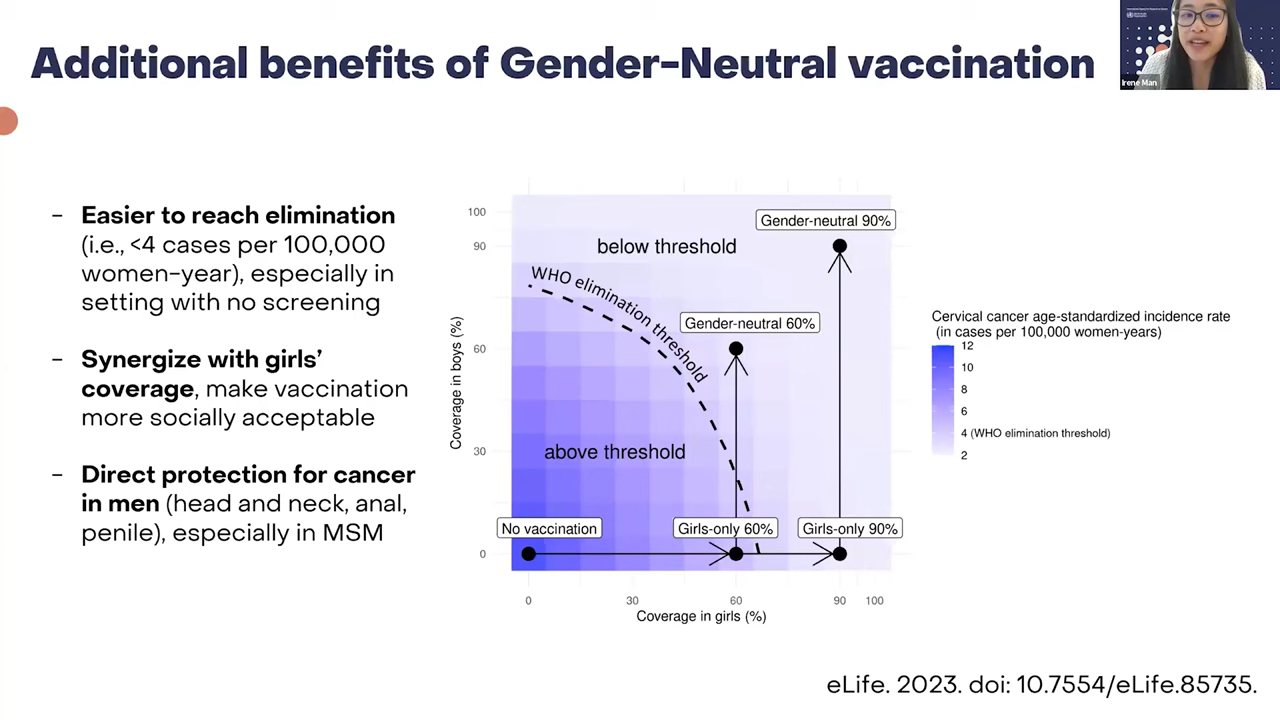 Additional benefits of Gender-Neutral vaccination
Irene Man
– Easier to reach elimination
(i.e., <4 cases per 100,000
women-year), especially in
setting with no screening
– Synergize with girls'
coverage, make vaccination
more socially acceptable
– Direct protection for cancer
in men (head and neck, anal,
penile), especially in MSM
Coverage in boys (%)
100
90
60
30
0
Gender-neutral 90%
below threshold
WHO elimination threshold
Gender-neutral 60%
above threshold
No vaccination
Girls-only 60%
Girls-only 90%
0
30
60
90
100
Coverage in girls (%)
Cervical cancer age-standardized incidence rate
(in cases per 100,000 women-years)
12
10
8
6
4 (WHO elimination threshold)
2
eLife. 2023. doi: 10.7554/eLife.85735.